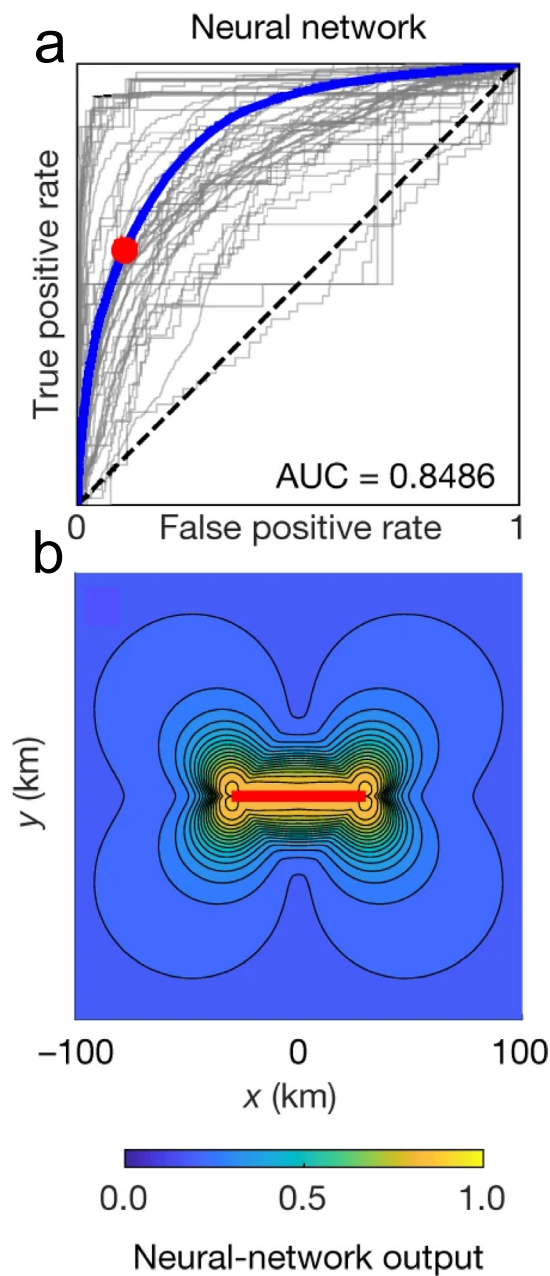 a
Neural network
True positive rate
AUC = 0.8486
0
False positive rate
1
b
y (km)
−100
0
100
x (km)
0.0
0.5
1.0
Neural-network output